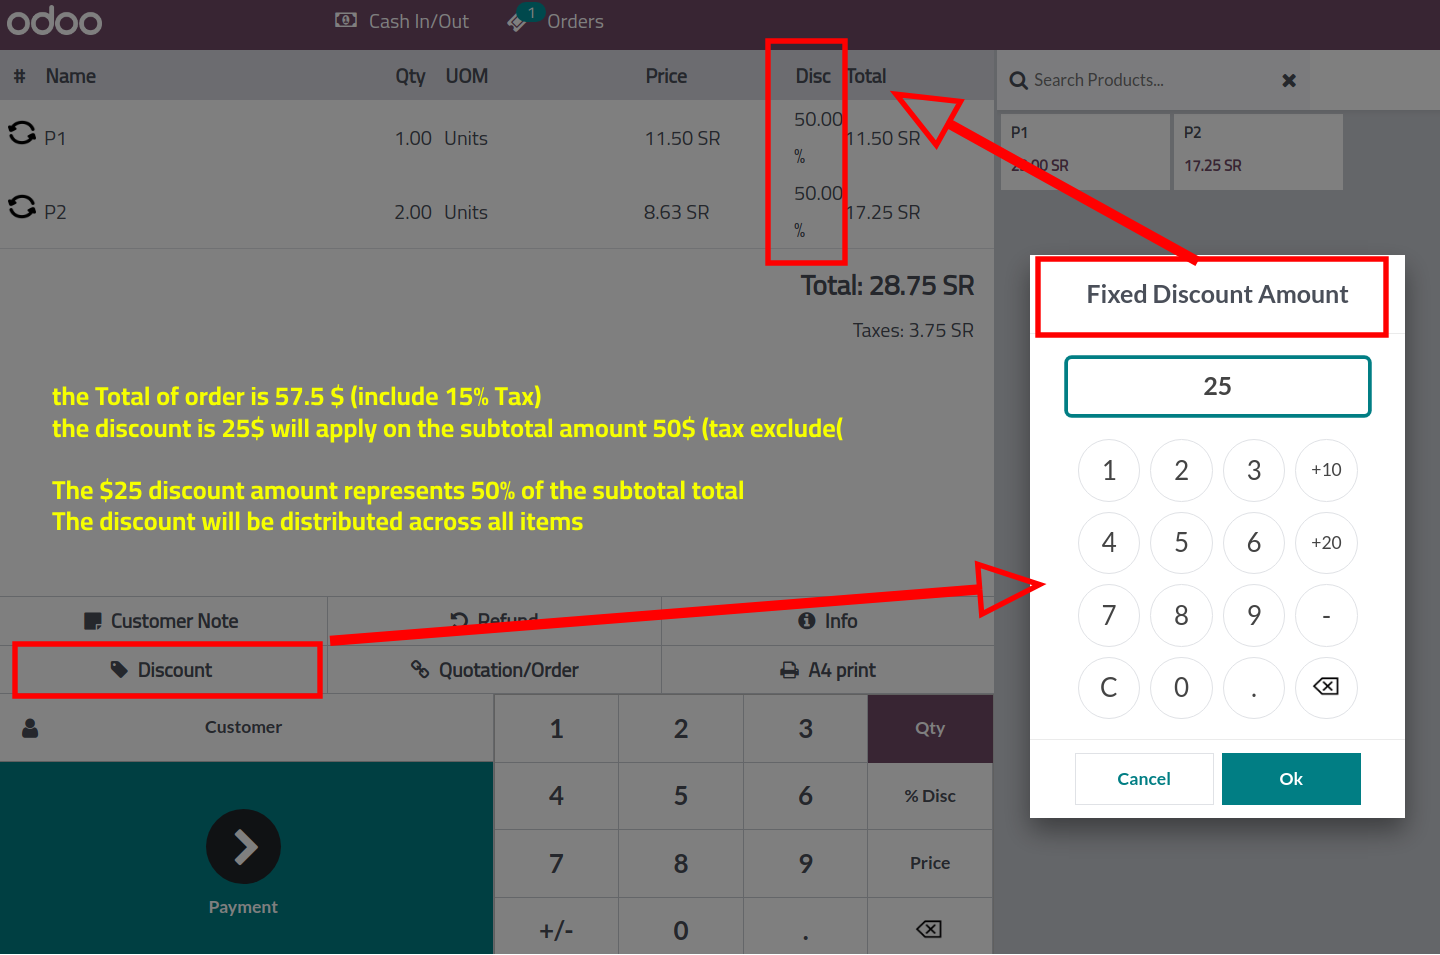 odoo
Cash In/Out
1
Orders
# Name Qty UOM Price Disc Total
P1 1.00 Units 11.50 SR 50.00 % 11.50 SR
P2 2.00 Units 8.63 SR 50.00 % 17.25 SR
Total: 28.75 SR
Taxes: 3.75 SR
the Total of order is 57.5 $ (include 15% Tax)
the discount is 25$ will apply on the subtotal amount 50$ (tax exclude(
The $25 discount amount represents 50% of the subtotal total
The discount will be distributed across all items
Customer Note Refund Info
Discount Quotation/Order A4 print
Customer
Payment
1 2 3 Qty
4 5 6 % Disc
7 8 9 Price
+/- 0 .
Search Products...
P1 P2
SR 17.25 SR
Fixed Discount Amount
25
1 2 3 +10
4 5 6 +20
7 8 9 -
C 0 .
Cancel Ok